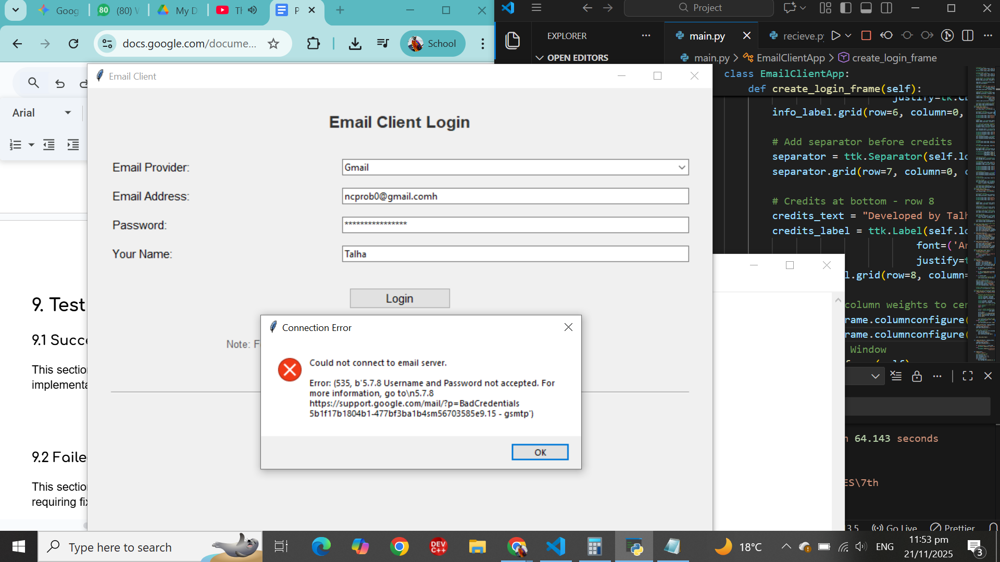 Goog
80
(80)
My D
Th
P
docs.google.com/docume...
School
Arial
9. Test
9.1 Succe
This section
implementa
9.2 Faile
This section
requiring fix
Email Client
Email Client Login
Email Provider:
Gmail
Email Address:
ncprob0@gmail.comh
Password:
****************
Your Name:
Talha
Login
Note: F
Connection Error
Could not connect to email server.
Error: (535, b'5.7.8 Username and Password not accepted. For
more information, go to\n5.7.8
https://support.google.com/mail/?p=BadCredentials
5b1f17b1804b1-477bf3ba1b4sm56703585e9.15 - gsmtp')
OK
Project
EXPLORER
OPEN EDITORS
main.py
recieve.py
main.py > EmailClientApp > create_login_frame
class EmailClientApp:
def create_login_frame(self):
justify=tk.C
info_label.grid(row=6, column=0,
# Add separator before credits
separator = ttk.Separator(self.lo
separator.grid(row=7, column=0, c
# Credits at bottom - row 8
credits_text = "Developed by Talh
credits_label = ttk.Label(self.lo
font=('Ar
justify=t
l.grid(row=8, column=
column weights to cen
rame.columnconfigure(
rame.columnconfigure(
Window
n 64.143 seconds
ES\7th
3.5
Go Live
Prettier
Type here to search
DEV
C++
18°C
ENG
11:53 pm
21/11/2025
3